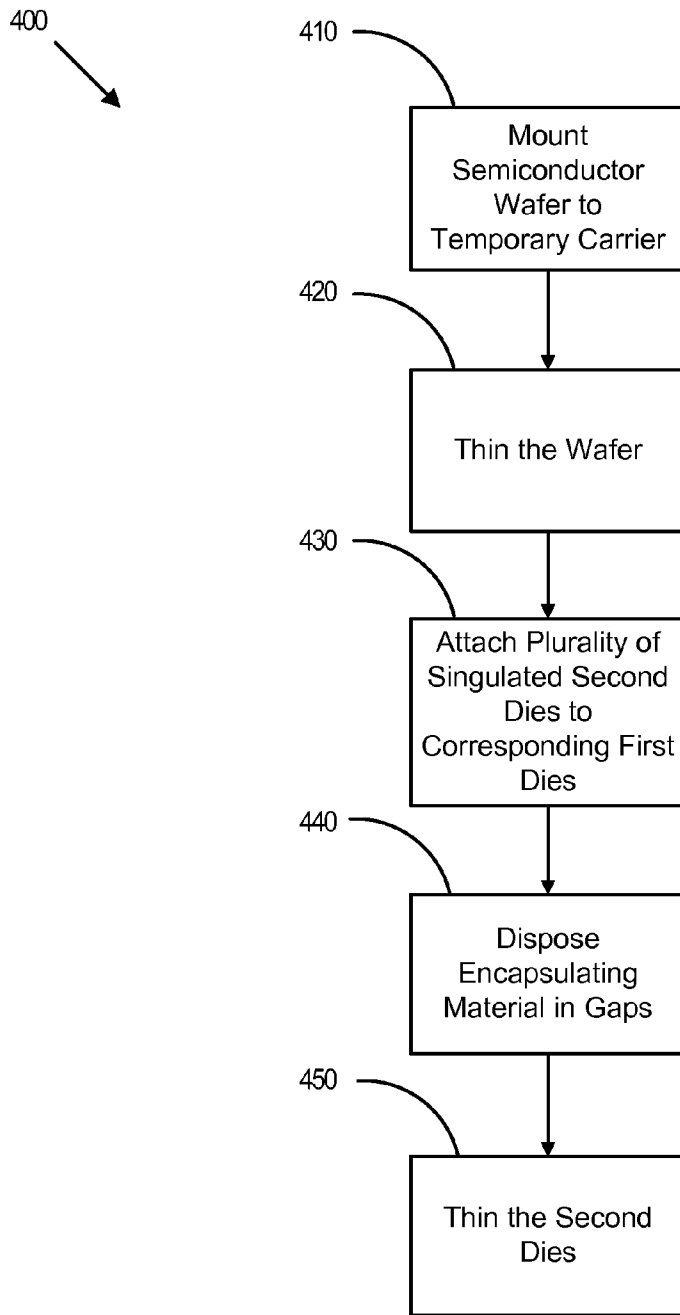 400
410
Mount
Semiconductor
Wafer to
Temporary Carrier
420
Thin the Wafer
430
Attach Plurality of
Singulated Second
Dies to
Corresponding First
Dies
440
Dispose
Encapsulating
Material in Gaps
450
Thin the Second
Dies